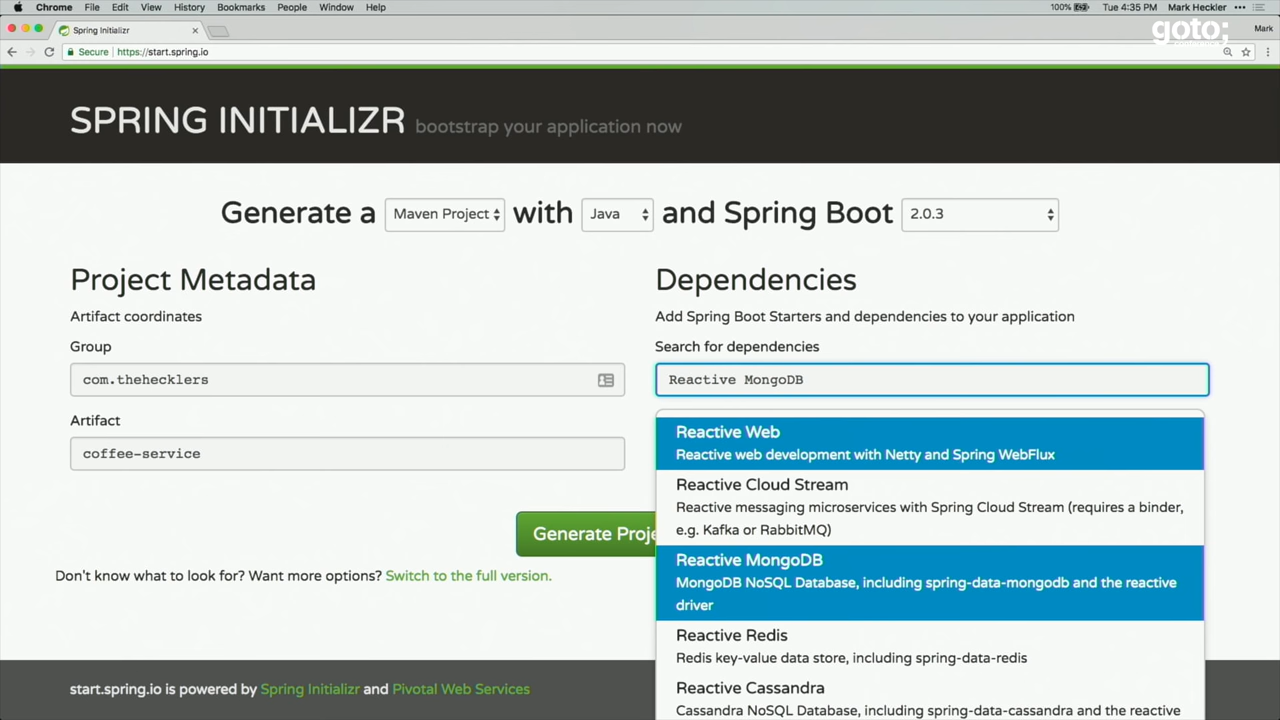 Chrome File Edit View History Bookmarks People Window Help 100% Tue 4:35 PM Mark Heckler
Spring Initializr
goto;
Mark
Secure https://start.spring.io
SPRING INITIALIZR bootstrap your application now
Generate a Maven Project with Java and Spring Boot 2.0.3
Project Metadata
Artifact coordinates
Group
com.thehecklers
Artifact
coffee-service
Dependencies
Add Spring Boot Starters and dependencies to your application
Search for dependencies
Reactive MongoDB
Reactive Web
Reactive web development with Netty and Spring WebFlux
Reactive Cloud Stream
Reactive messaging microservices with Spring Cloud Stream (requires a binder,
e.g. Kafka or RabbitMQ)
Reactive MongoDB
MongoDB NoSQL Database, including spring-data-mongodb and the reactive
driver
Reactive Redis
Redis key-value data store, including spring-data-redis
Reactive Cassandra
Cassandra NoSQL Database, including spring-data-cassandra and the reactive
Generate Proje
Don't know what to look for? Want more options? Switch to the full version.
start.spring.io is powered by Spring Initializr and Pivotal Web Services